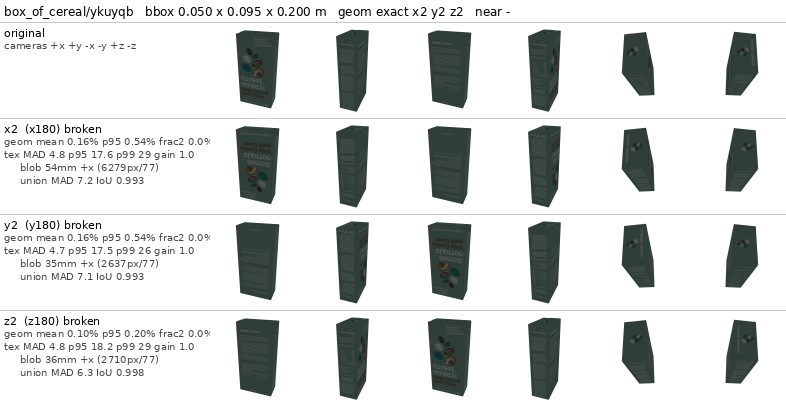 box_of_cereal/ykuyqb bbox 0.050 x 0.095 x 0.200 m geom exact x2 y2 z2 near -
original
cameras +x +y -x -y +z -z
x2 (x180) broken
geom mean 0.16% p95 0.54% frac2 0.0%
tex MAD 4.8 p95 17.6 p99 29 gain 1.0
blob 54mm +x (6279px/77)
union MAD 7.2 IoU 0.993
y2 (y180) broken
geom mean 0.16% p95 0.54% frac2 0.0%
tex MAD 4.7 p95 17.5 p99 26 gain 1.0
blob 35mm +x (2637px/77)
union MAD 7.1 IoU 0.993
z2 (z180) broken
geom mean 0.10% p95 0.20% frac2 0.0%
tex MAD 4.8 p95 18.2 p99 29 gain 1.0
blob 36mm +x (2710px/77)
union MAD 6.3 IoU 0.998